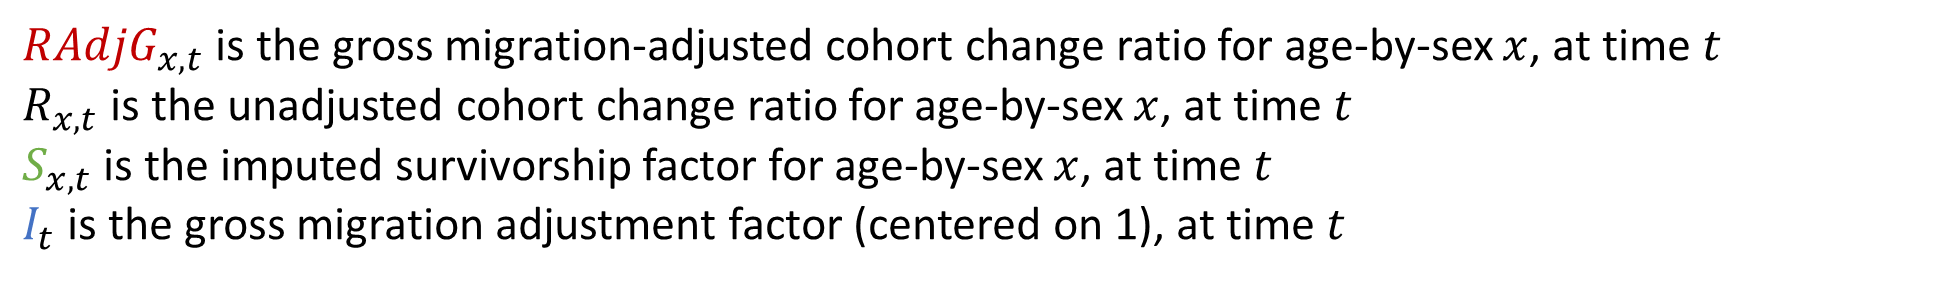 RAdjG_{x,t} is the gross migration-adjusted cohort change ratio for age-by-sex x, at time t
R_{x,t} is the unadjusted cohort change ratio for age-by-sex x, at time t
S_{x,t} is the imputed survivorship factor for age-by-sex x, at time t
I_t is the gross migration adjustment factor (centered on 1), at time t